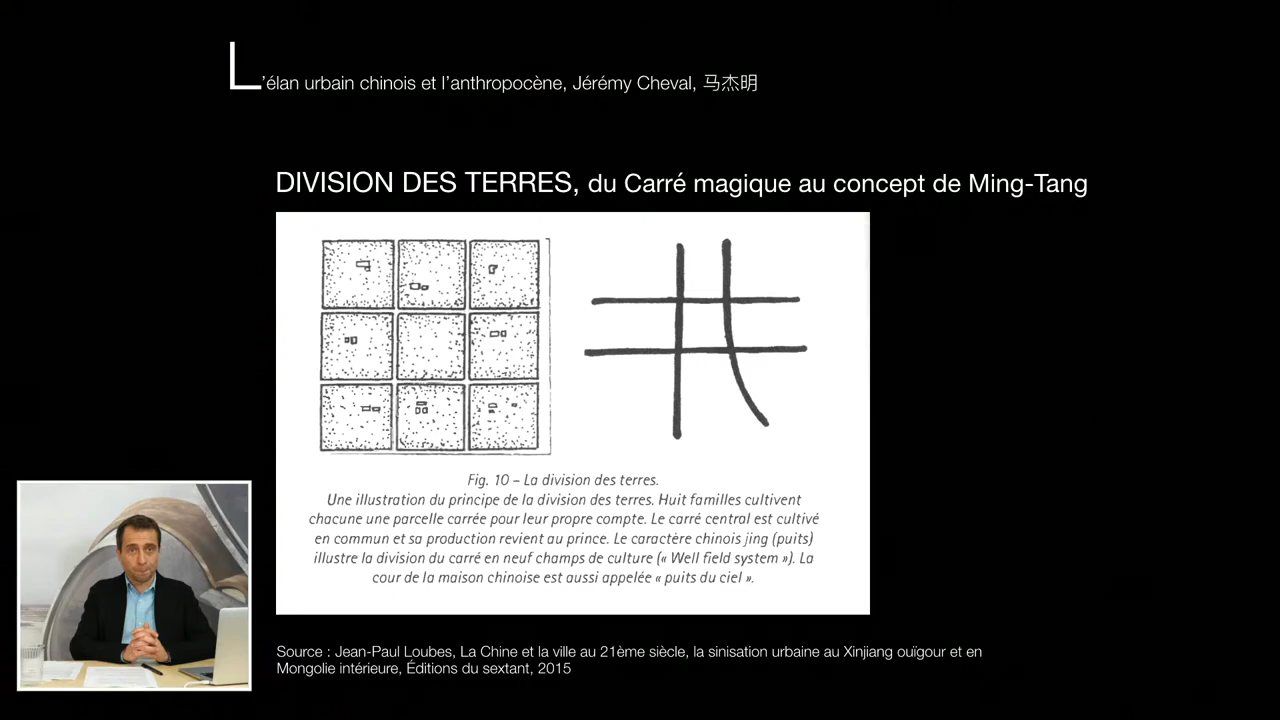 L'élan urbain chinois et l'anthropocène, Jérémy Cheval, 马杰明
DIVISION DES TERRES, du Carré magique au concept de Ming-Tang
Fig. 10 – La division des terres.
Une illustration du principe de la division des terres. Huit familles cultivent
chacune une parcelle carrée pour leur propre compte. Le carré central est cultivé
en commun et sa production revient au prince. Le caractère chinois jing (puits)
illustre la division du carré en neuf champs de culture (« Well field system »). La
cour de la maison chinoise est aussi appelée « puits du ciel ».
Source : Jean-Paul Loubes, La Chine et la ville au 21ème siècle, la sinisation urbaine au Xinjiang ouïgour et en
Mongolie intérieure, Éditions du sextant, 2015